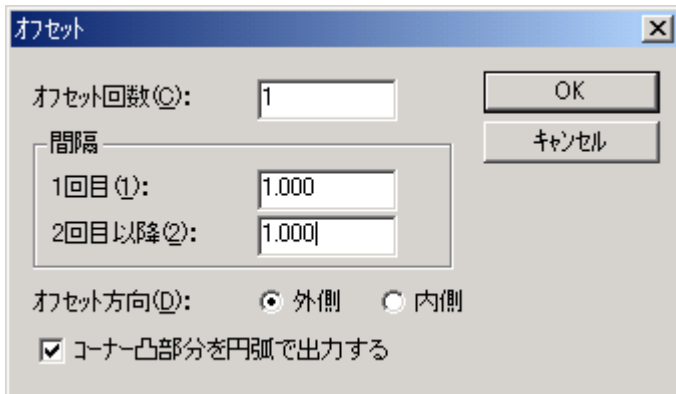 オフセット
オフセット回数(C): 1
OK
キャンセル
間隔
1回目(1): 1.000
2回目以降(2): 1.000
オフセット方向(D): 外側 内側
コーナー凸部分を円弧で出力する